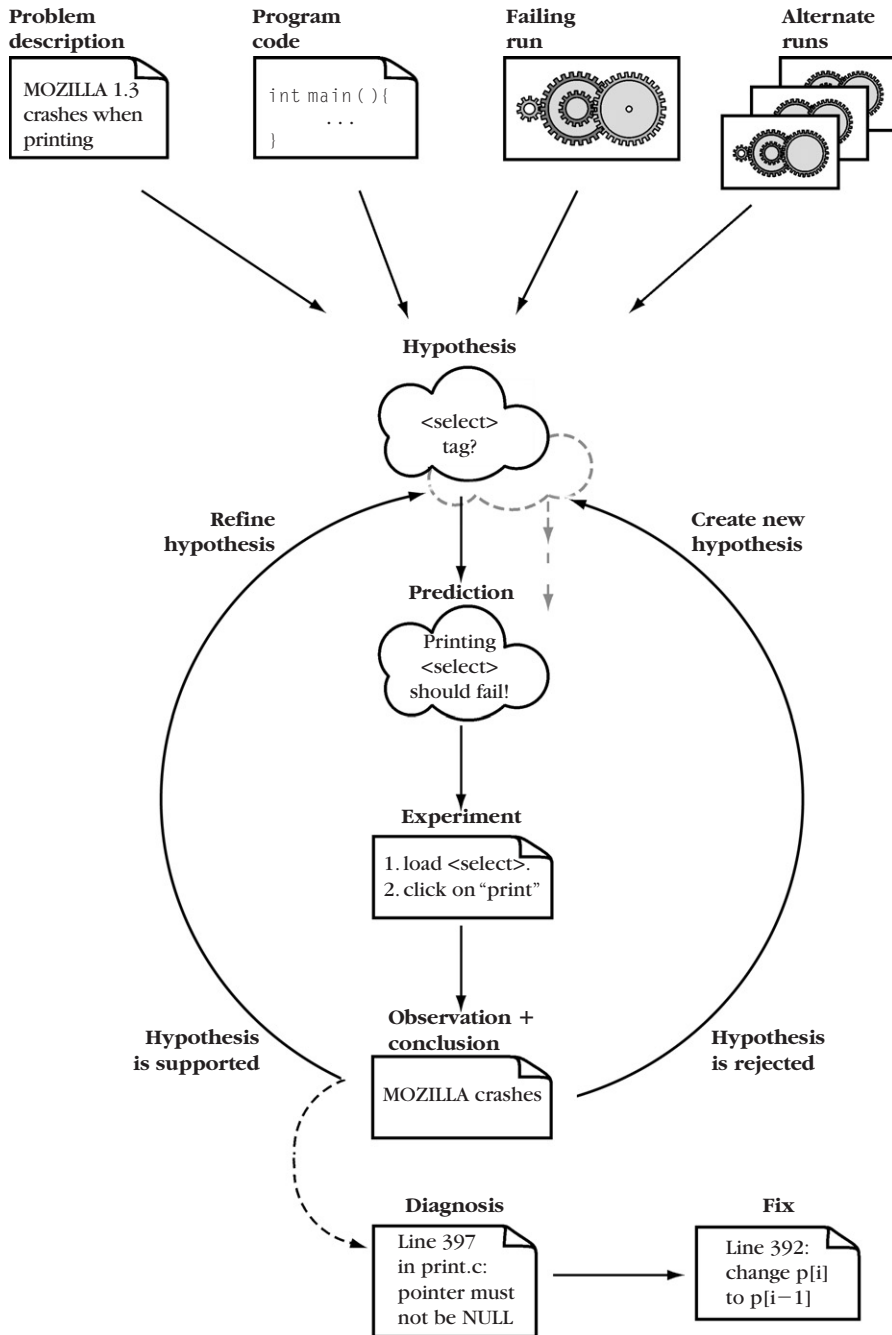 Problem
description
Program
code
Failing
run
Alternate
runs
MOZILLA 1.3
crashes when
printing
int main(){
...
}
Hypothesis
<select>
tag?
Refine
hypothesis
Create new
hypothesis
Prediction
Printing
<select>
should fail!
Experiment
1. load <select>.
2. click on “print”
Observation +
conclusion
Hypothesis
is supported
Hypothesis
is rejected
MOZILLA crashes
Diagnosis
Line 397
in print.c:
pointer must
not be NULL
Fix
Line 392:
change p[i]
to p[i−1]